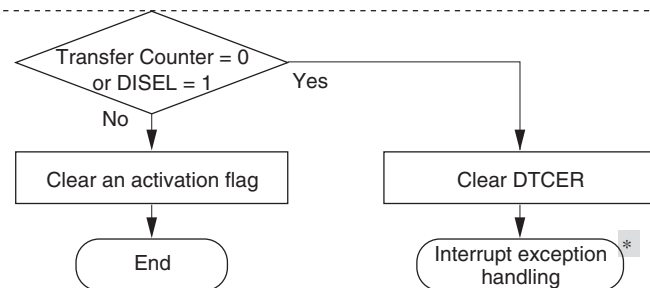 Transfer Counter = 0
or DISEL = 1
Yes
No
Clear an activation flag
Clear DTCER
End
Interrupt exception *
handling